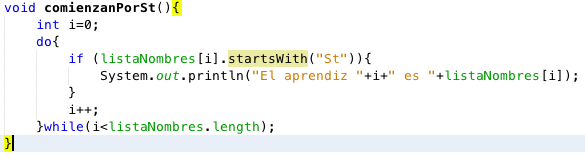 void comienzanPorSt(){
    int i=0;
    do{
        if (listaNombres[i].startsWith("St")){
            System.out.println("El aprendiz "+i+" es "+listaNombres[i]);
        }
        i++;
    }while(i<listaNombres.length);
}